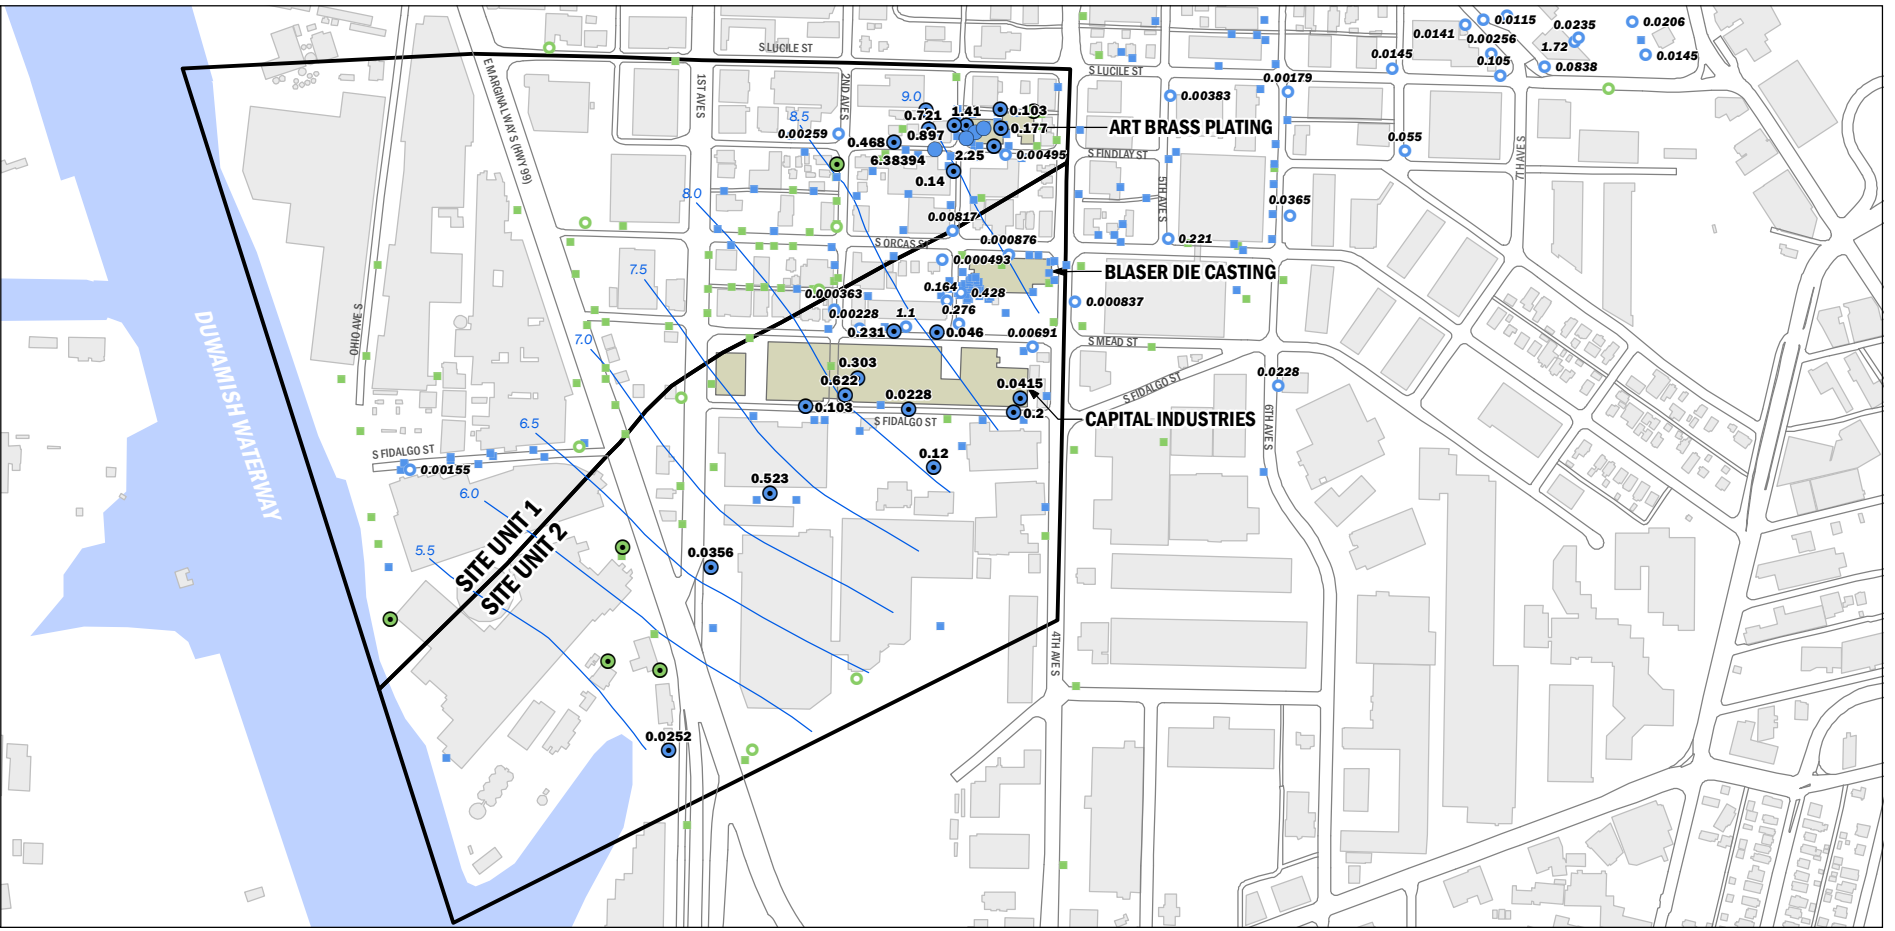 0.0115
0.0235
0.0206
0.0141
0.00256
1.72
0.0145
0.0145
0.105
0.0838
S LUCILE ST
S LUCILE ST
E MARGINAL WAY S (HWY 99)
1ST AVE S
2ND AVE S
0.00179
0.00383
9.0
8.5
0.721
1.41
0.103
0.00259
0.468
0.897
0.177
ART BRASS PLATING
0.055
6.38394
2.25
0.00495
S FINDLAY ST
7TH AVE S
0.14
5TH AVE S
8.0
0.0365
0.00817
S ORCAS ST
0.000876
0.221
7.5
0.000493
BLASER DIE CASTING
0.000363
0.164
0.428
0.000837
DUWAMISH WATERWAY
OHIO AVE S
0.00228
1.1
0.276
0.231
0.046
0.00691
S MEAD ST
7.0
0.303
0.622
0.0228
0.0415
S FIDALGO ST
0.0228
0.103
S FIDALGO ST
0.2
CAPITAL INDUSTRIES
6TH AVE S
6.5
S FIDALGO ST
0.00155
0.12
0.523
6.0
SITE UNIT 1
SITE UNIT 2
5.5
0.0356
4TH AVE S
0.0252